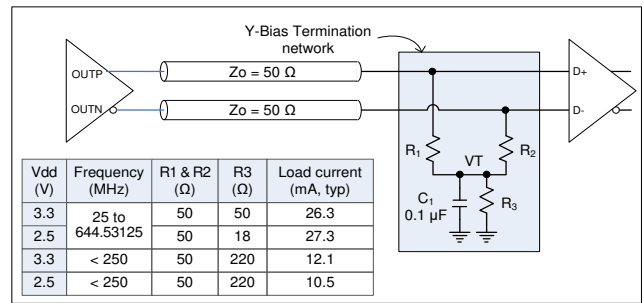 Y-Bias Termination
network
OUTP
Zo = 50 Ω
D+
OUTN
Zo = 50 Ω
D-
R1
VT
R2
C1
0.1 µF
R3
Vdd (V) Frequency (MHz) R1 & R2 (Ω) R3 (Ω) Load current (mA, typ)
3.3 25 to 644.53125 50 50 26.3
2.5 50 18 27.3
3.3 < 250 50 220 12.1
2.5 < 250 50 220 10.5